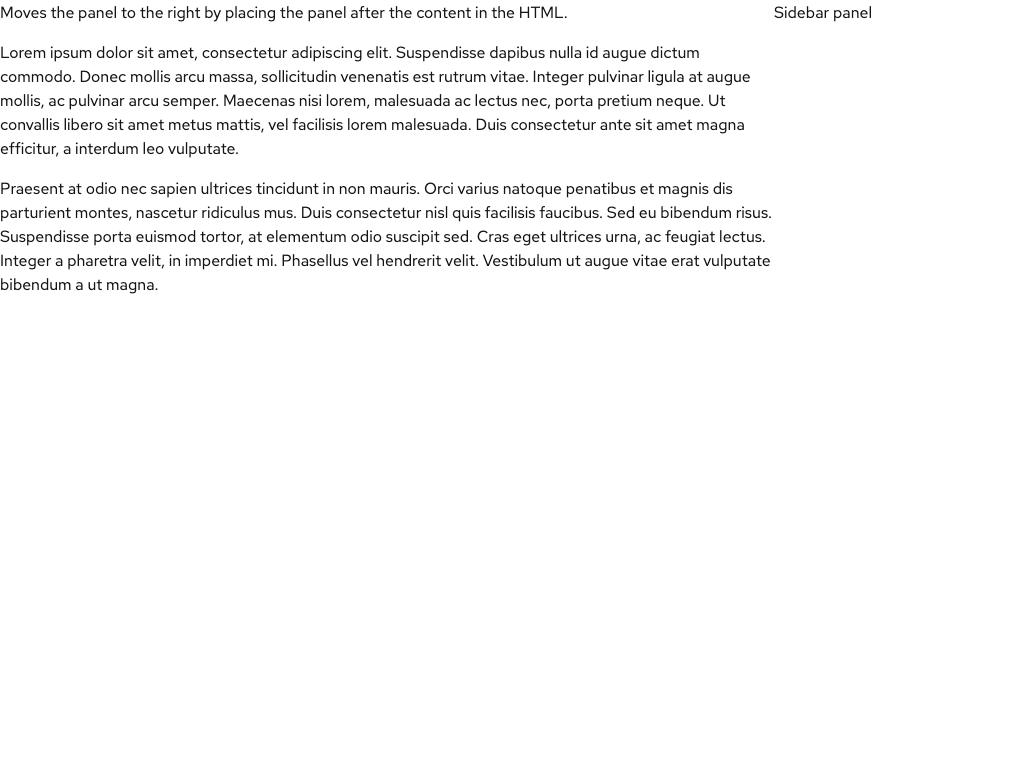 Moves the panel to the right by placing the panel after the content in the HTML.
Sidebar panel
Lorem ipsum dolor sit amet, consectetur adipiscing elit. Suspendisse dapibus nulla id augue dictum
commodo. Donec mollis arcu massa, sollicitudin venenatis est rutrum vitae. Integer pulvinar ligula at augue
mollis, ac pulvinar arcu semper. Maecenas nisi lorem, malesuada ac lectus nec, porta pretium neque. Ut
convallis libero sit amet metus mattis, vel facilisis lorem malesuada. Duis consectetur ante sit amet magna
efficitur, a interdum leo vulputate.
Praesent at odio nec sapien ultrices tincidunt in non mauris. Orci varius natoque penatibus et magnis dis
parturient montes, nascetur ridiculus mus. Duis consectetur nisl quis facilisis faucibus. Sed eu bibendum risus.
Suspendisse porta euismod tortor, at elementum odio suscipit sed. Cras eget ultrices urna, ac feugiat lectus.
Integer a pharetra velit, in imperdiet mi. Phasellus vel hendrerit velit. Vestibulum ut augue vitae erat vulputate
bibendum a ut magna.